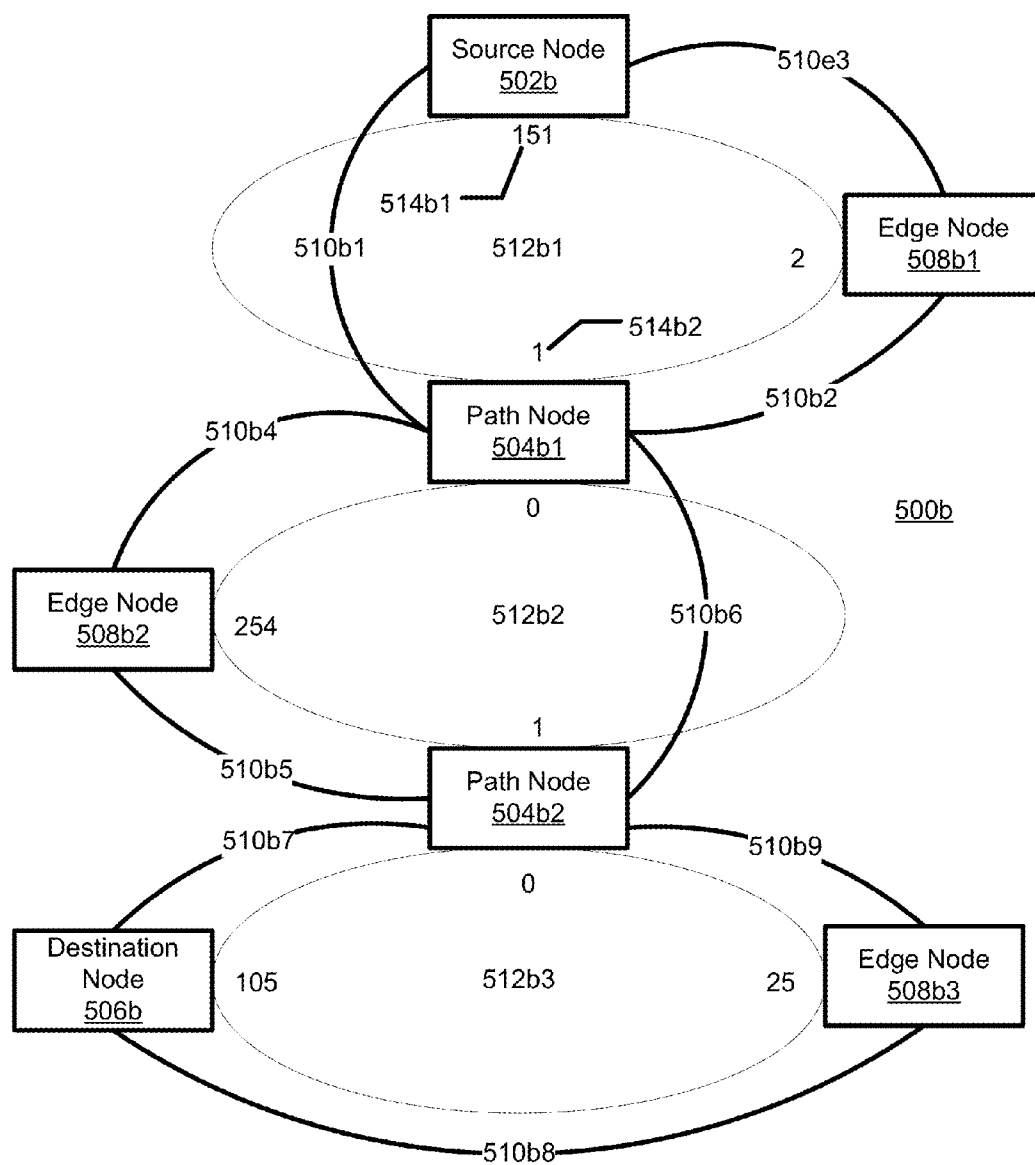 Source Node
502b
510e3
151
514b1
510b1
512b1
2
Edge Node
508b1
514b2
1
510b2
510b4
Path Node
504b1
0
500b
Edge Node
508b2
254
512b2
510b6
1
510b5
Path Node
504b2
510b7
510b9
0
Destination
Node
506b
105
512b3
25
Edge Node
508b3
510b8